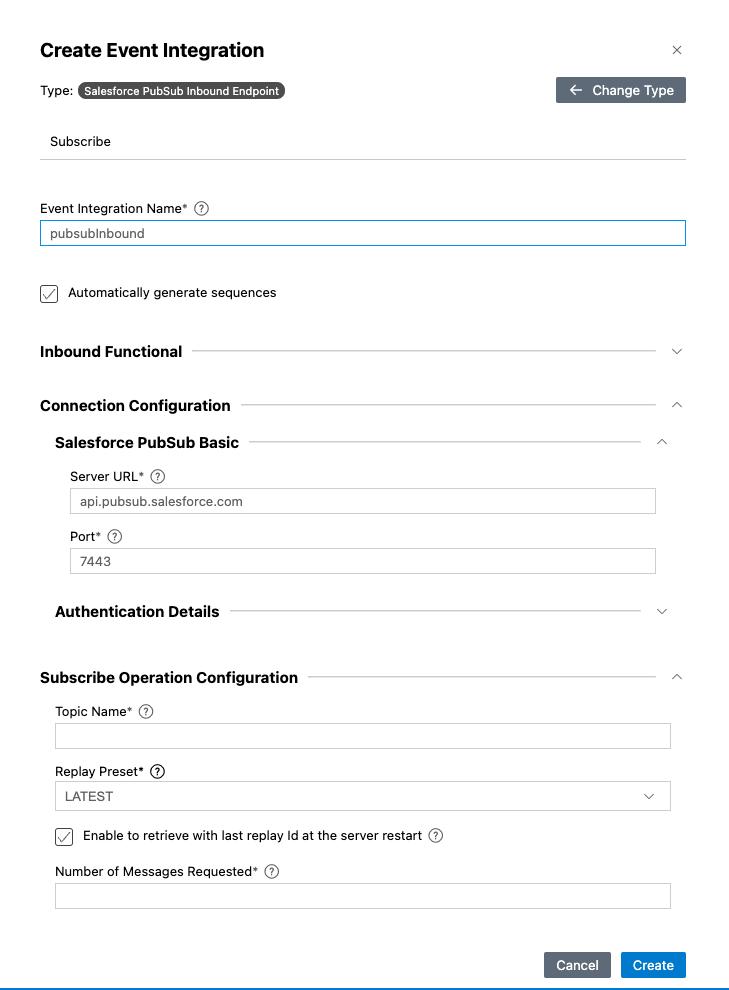 Create Event Integration
Type: Salesforce PubSub Inbound Endpoint
Change Type
Subscribe
Event Integration Name*
pubsubInbound
Automatically generate sequences
Inbound Functional
Connection Configuration
Salesforce PubSub Basic
Server URL*
api.pubsub.salesforce.com
Port*
7443
Authentication Details
Subscribe Operation Configuration
Topic Name*
Replay Preset*
LATEST
Enable to retrieve with last replay Id at the server restart
Number of Messages Requested*
Cancel
Create